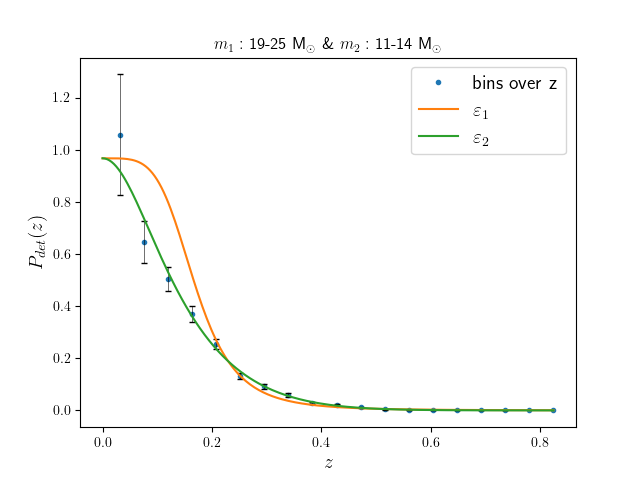 m₁ : 19-25 M⊙ & m₂ : 11-14 M⊙
bins over z
ε₁
ε₂
P_det(z)
1.2
1.0
0.8
0.6
0.4
0.2
0.0
0.0 0.2 0.4 0.6 0.8
z